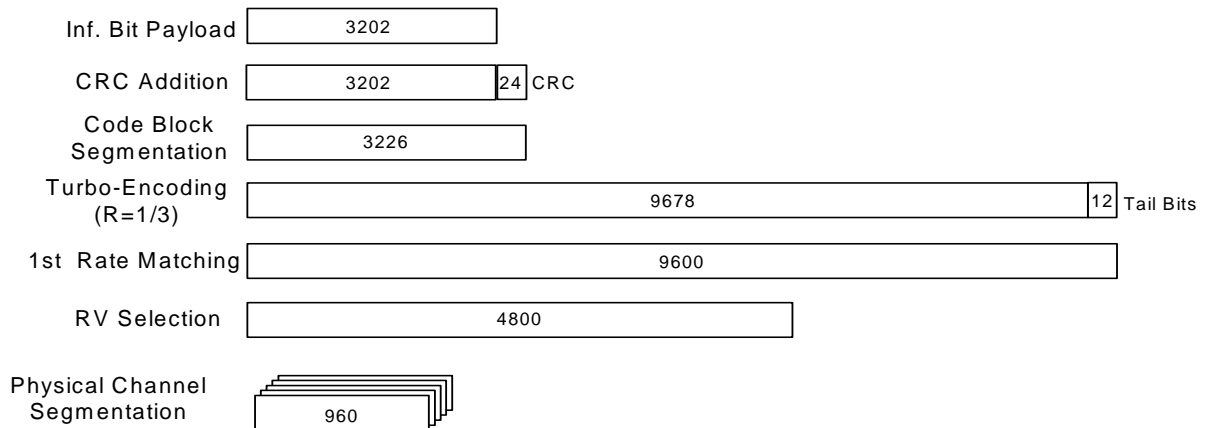 Inf. Bit Payload
3202
CRC Addition
3202
24
CRC
Code Block
Segmentation
3226
Turbo-Encoding
(R=1/3)
9678
12
Tail Bits
1st Rate Matching
9600
RV Selection
4800
Physical Channel
Segmentation
960